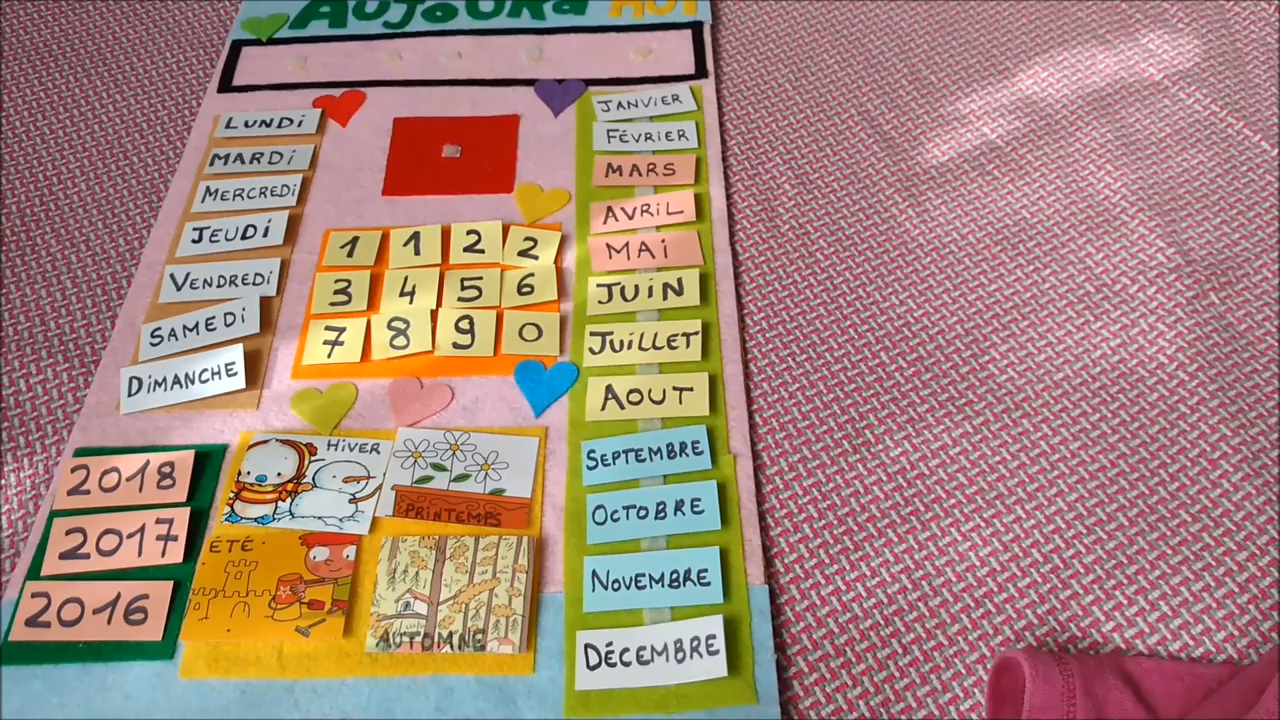 AUJOURD'HUI
LUNDi
MARDi
MERCREDi
JEUDi
VENDREDi
SAMEDi
DiMANCHE
1 1 2 2
3 4 5 6
7 8 9 0
JANVIER
FÉVRIER
MARS
AVRiL
MAi
JUiN
JUiLLET
AOUT
SEPTEMBRE
OCTOBRE
NOVEMBRE
DÉCEMBRE
2018
2017
2016
HiVER
PRiNTEMPS
ÉTÉ
AUTOMNE